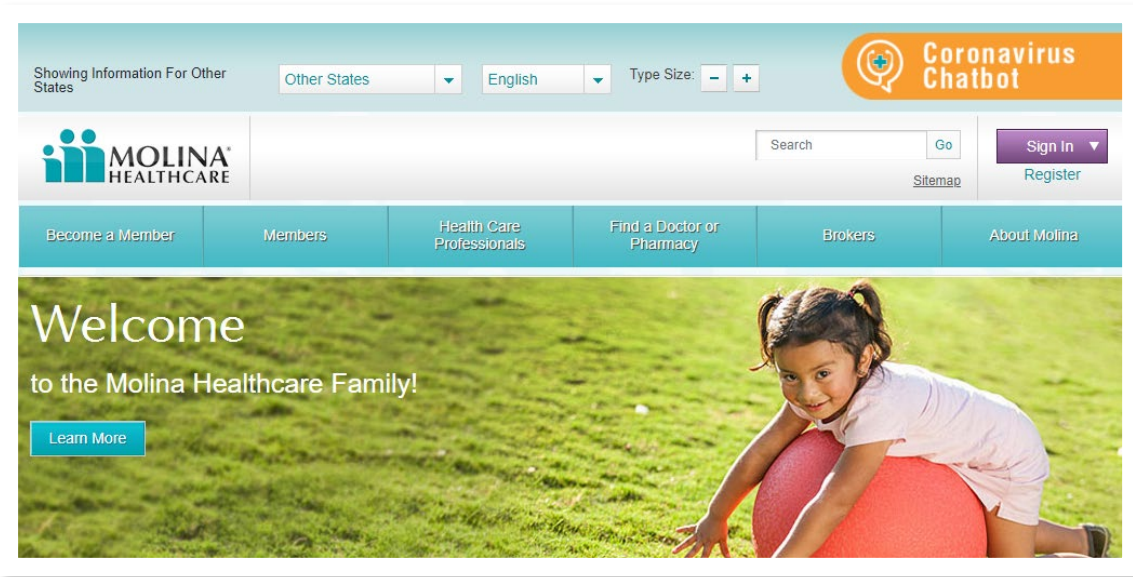 Showing Information For Other
States
Other States
English
Type Size: - +
Coronavirus
Chatbot
MOLINA®
HEALTHCARE
Search
Go
Sitemap
Sign In ▼
Register
Become a Member
Members
Health Care
Professionals
Find a Doctor or
Pharmacy
Brokers
About Molina
Welcome
to the Molina Healthcare Family!
Learn More